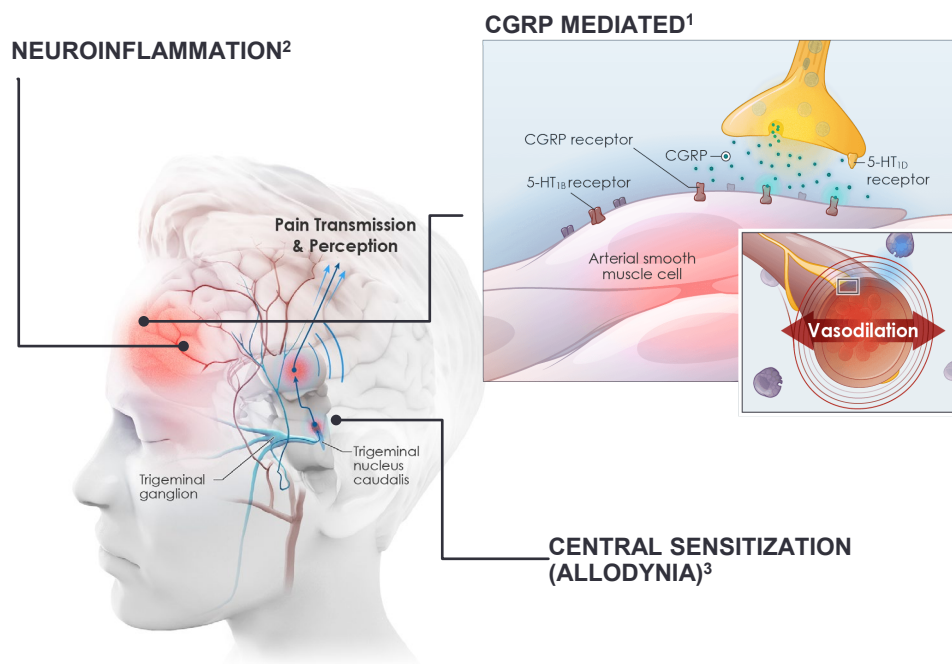 NEUROINFLAMMATION²
CGRP MEDIATED¹
CGRP receptor
CGRP
5-HT1B receptor
5-HT1D
receptor
Pain Transmission
& Perception
Arterial smooth
muscle cell
Vasodilation
Trigeminal
ganglion
Trigeminal
nucleus
caudalis
CENTRAL SENSITIZATION
(ALLODYNIA)³